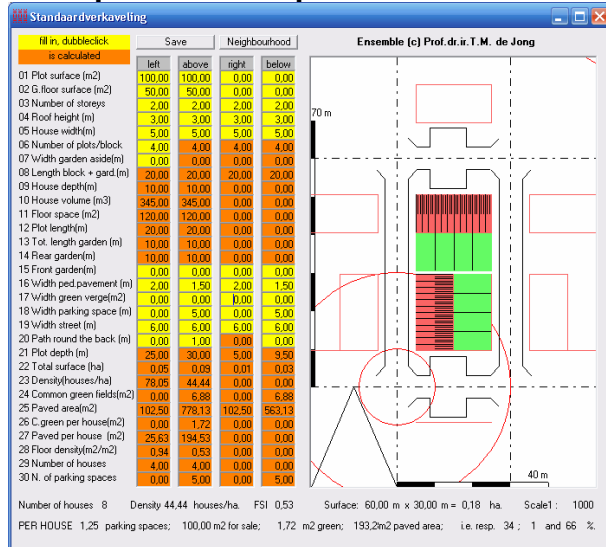 Standaardverkaveling
fill in, dubbleclick
is calculated
Save
Neighbourhood
Ensemble (c) Prof.dr.ir.T.M. de Jong
left above right below
01 Plot surface (m2) 100,00 100,00 0,00 0,00
02 G.floor surface (m2) 50,00 50,00 0,00 0,00
03 Number of storeys 2,00 2,00 2,00 2,00
04 Roof height (m) 3,00 3,00 3,00 3,00
05 House width(m) 5,00 5,00 5,00 5,00
06 Number of plots/block 4,00 4,00 4,00 4,00
07 Width garden aside(m) 0,00 0,00 0,00 0,00
08 Length block + gard.(m) 20,00 20,00 20,00 20,00
09 House depth(m) 10,00 10,00 0,00 0,00
10 House volume (m3) 345,00 345,00 0,00 0,00
11 Floor space (m2) 120,00 120,00 0,00 0,00
12 Plot length(m) 20,00 20,00 0,00 0,00
13 Tot. length garden (m) 10,00 10,00 0,00 0,00
14 Rear garden(m) 10,00 10,00 0,00 0,00
15 Front garden(m) 0,00 0,00 0,00 0,00
16 Width ped.pavement (m) 2,00 1,50 2,00 1,50
17 Width green verge(m2) 0,00 0,00 0,00 0,00
18 Width parking space (m) 0,00 5,00 0,00 5,00
19 Width street (m) 6,00 6,00 6,00 6,00
20 Path round the back (m) 0,00 1,00 0,00 0,00
21 Plot depth (m) 25,00 30,00 5,00 9,50
22 Total surface (ha) 0,05 0,09 0,01 0,03
23 Density(houses/ha) 78,05 44,44 0,00 0,00
24 Common green fields(m2) 0,00 6,88 0,00 6,88
25 Paved area(m2) 102,50 778,13 102,50 563,13
26 C.green per house(m2) 0,00 1,72 0,00 0,00
27 Paved per house (m2) 25,63 194,53 0,00 0,00
28 Floor density(m2/m2) 0,94 0,53 0,00 0,00
29 Number of houses 4,00 4,00 0,00 0,00
30 N. of parking spaces 0,00 5,00 0,00 5,00
70 m
40 m
Number of houses 8 Density 44,44 houses/ha. FSI 0,53 Surface: 60,00 m x 30,00 m = 0,18 ha. Scale1 : 1000
PER HOUSE 1,25 parking spaces; 100,00 m2 for sale; 1,72 m2 green; 193,2m2 paved area; i.e. resp. 34 ; 1 and 66 %.